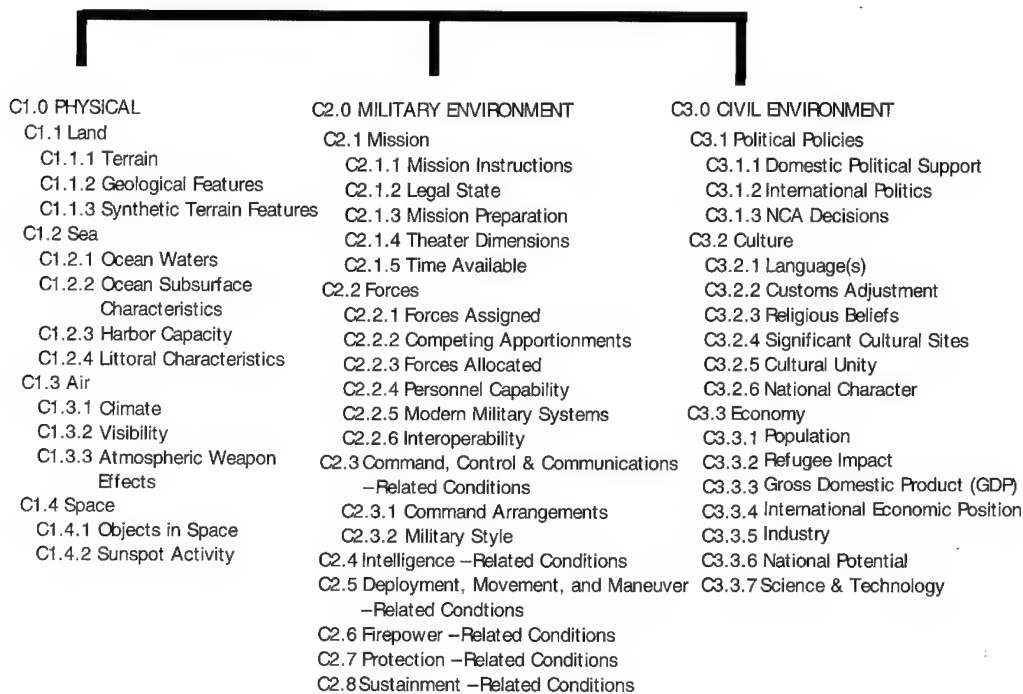 C1.0 PHYSICAL
C1.1 Land
C1.1.1 Terrain
C1.1.2 Geological Features
C1.1.3 Synthetic Terrain Features
C1.2 Sea
C1.2.1 Ocean Waters
C1.2.2 Ocean Subsurface
Characteristics
C1.2.3 Harbor Capacity
C1.2.4 Littoral Characteristics
C1.3 Air
C1.3.1 Climate
C1.3.2 Visibility
C1.3.3 Atmospheric Weapon
Effects
C1.4 Space
C1.4.1 Objects in Space
C1.4.2 Sunspot Activity
C2.0 MILITARY ENVIRONMENT
C2.1 Mission
C2.1.1 Mission Instructions
C2.1.2 Legal State
C2.1.3 Mission Preparation
C2.1.4 Theater Dimensions
C2.1.5 Time Available
C2.2 Forces
C2.2.1 Forces Assigned
C2.2.2 Competing Apportionments
C2.2.3 Forces Allocated
C2.2.4 Personnel Capability
C2.2.5 Modern Military Systems
C2.2.6 Interoperability
C2.3 Command, Control & Communications
–Related Conditions
C2.3.1 Command Arrangements
C2.3.2 Military Style
C2.4 Intelligence –Related Conditions
C2.5 Deployment, Movement, and Maneuver
–Related Condtions
C2.6 Firepower –Related Conditions
C2.7 Protection –Related Conditions
C2.8 Sustainment –Related Conditions
C3.0 CIVIL ENVIRONMENT
C3.1 Political Policies
C3.1.1 Domestic Political Support
C3.1.2 International Politics
C3.1.3 NCA Decisions
C3.2 Culture
C3.2.1 Language(s)
C3.2.2 Customs Adjustment
C3.2.3 Religious Beliefs
C3.2.4 Significant Cultural Sites
C3.2.5 Cultural Unity
C3.2.6 National Character
C3.3 Economy
C3.3.1 Population
C3.3.2 Refugee Impact
C3.3.3 Gross Domestic Product (GDP)
C3.3.4 International Economic Position
C3.3.5 Industry
C3.3.6 National Potential
C3.3.7 Science & Technology